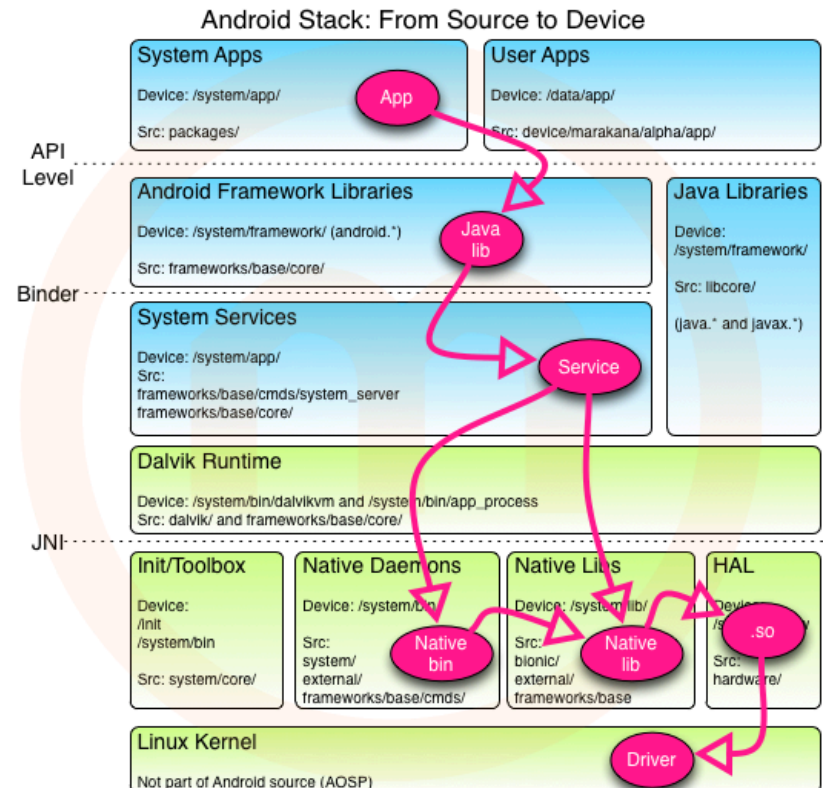 Android Stack: From Source to Device
System Apps
Device: /system/app/
Src: packages/
App
User Apps
Device: /data/app/
Src: device/marakana/alpha/app/
API
Level
Android Framework Libraries
Device: /system/framework/ (android.*)
Src: frameworks/base/core/
Java
lib
Java Libraries
Device:
/system/framework/
Src: libcore/
(java.* and javax.*)
Binder
System Services
Device: /system/app/
Src:
frameworks/base/cmds/system_server
frameworks/base/core/
Service
Dalvik Runtime
Device: /system/bin/dalvikvm and /system/bin/app_process
Src: dalvik/ and frameworks/base/core/
JNI
Init/Toolbox
Device:
/init
/system/bin
Src: system/core/
Native Daemons
Device: /system/bin
Src:
system/
external/
frameworks/base/cmds/
Native
bin
Native Libs
Device: /system/lib/
Src:
bionic/
external/
frameworks/base
Native
lib
HAL
Device:
.so
Src:
hardware/
Linux Kernel
Not part of Android source (AOSP)
Driver